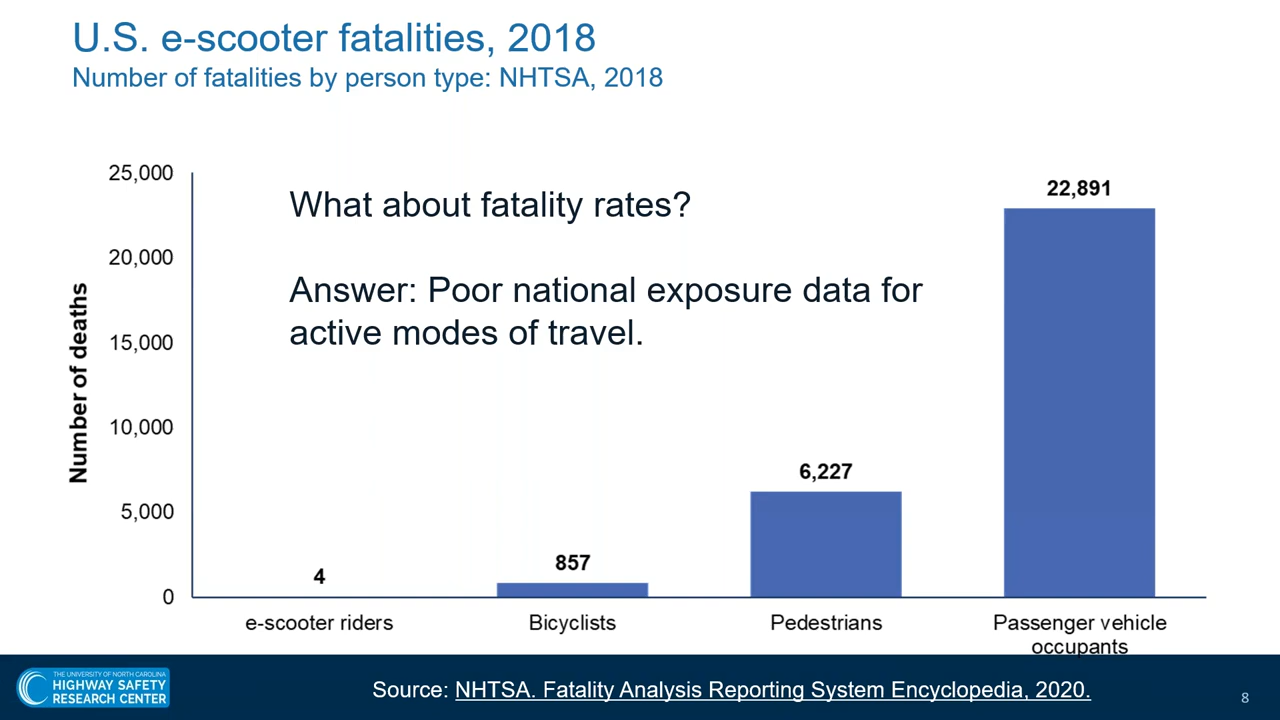 U.S. e-scooter fatalities, 2018
Number of fatalities by person type: NHTSA, 2018
25,000
20,000
15,000
10,000
5,000
0
Number of deaths
What about fatality rates?
Answer: Poor national exposure data for
active modes of travel.
4
857
6,227
22,891
e-scooter riders
Bicyclists
Pedestrians
Passenger vehicle
occupants
THE UNIVERSITY OF NORTH CAROLINA
HIGHWAY SAFETY
RESEARCH CENTER
Source: NHTSA. Fatality Analysis Reporting System Encyclopedia, 2020.
8